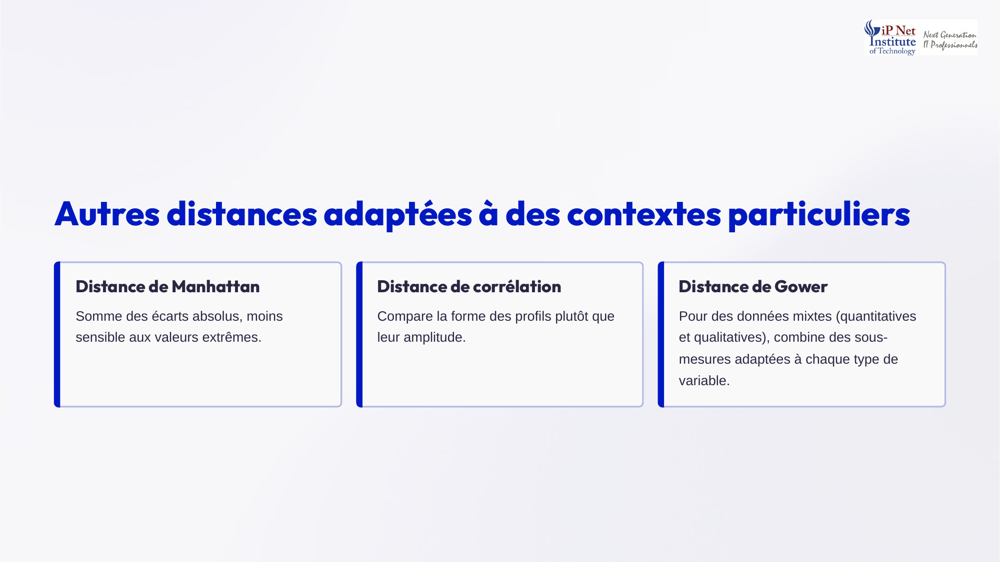 iP Net
Institute
of Technology
Next Generation
IT Professionnels
Autres distances adaptées à des contextes particuliers
Distance de Manhattan
Somme des écarts absolus, moins
sensible aux valeurs extrêmes.
Distance de corrélation
Compare la forme des profils plutôt que
leur amplitude.
Distance de Gower
Pour des données mixtes (quantitatives
et qualitatives), combine des sous-
mesures adaptées à chaque type de
variable.